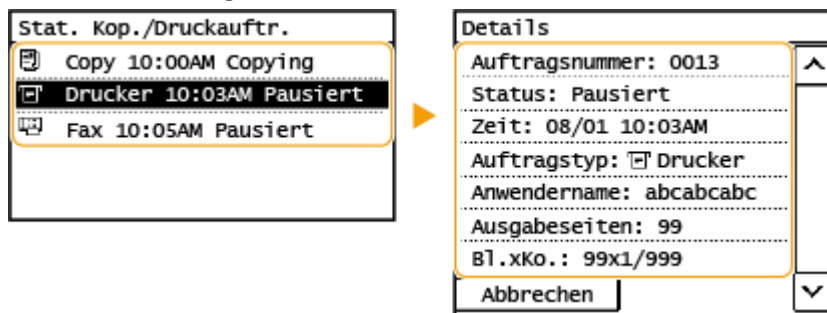 Stat. Kop./Druckauftr.
Copy 10:00AM Copying
Drucker 10:03AM Pausiert
Fax 10:05AM Pausiert
Details
Auftragsnummer: 0013
Status: Pausiert
Zeit: 08/01 10:03AM
Auftragstyp: Drucker
Anwendername: abcabcabc
Ausgabeseiten: 99
Bl.xKo.: 99x1/999
Abbrechen